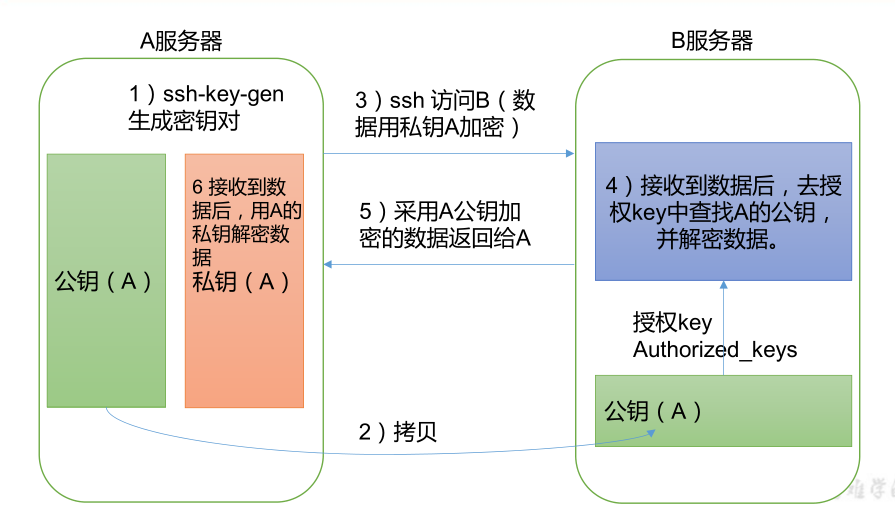 A服务器
B服务器
1）ssh-key-gen
生成密钥对
3）ssh 访问B（数
据用私钥A加密）
6 接收到数
据后，用A的
私钥解密数
据
公钥（A）
私钥（A）
5）采用A公钥加
密的数据返回给A
4）接收到数据后，去授
权key中查找A的公钥，
并解密数据。
授权key
Authorized_keys
公钥（A）
2）拷贝